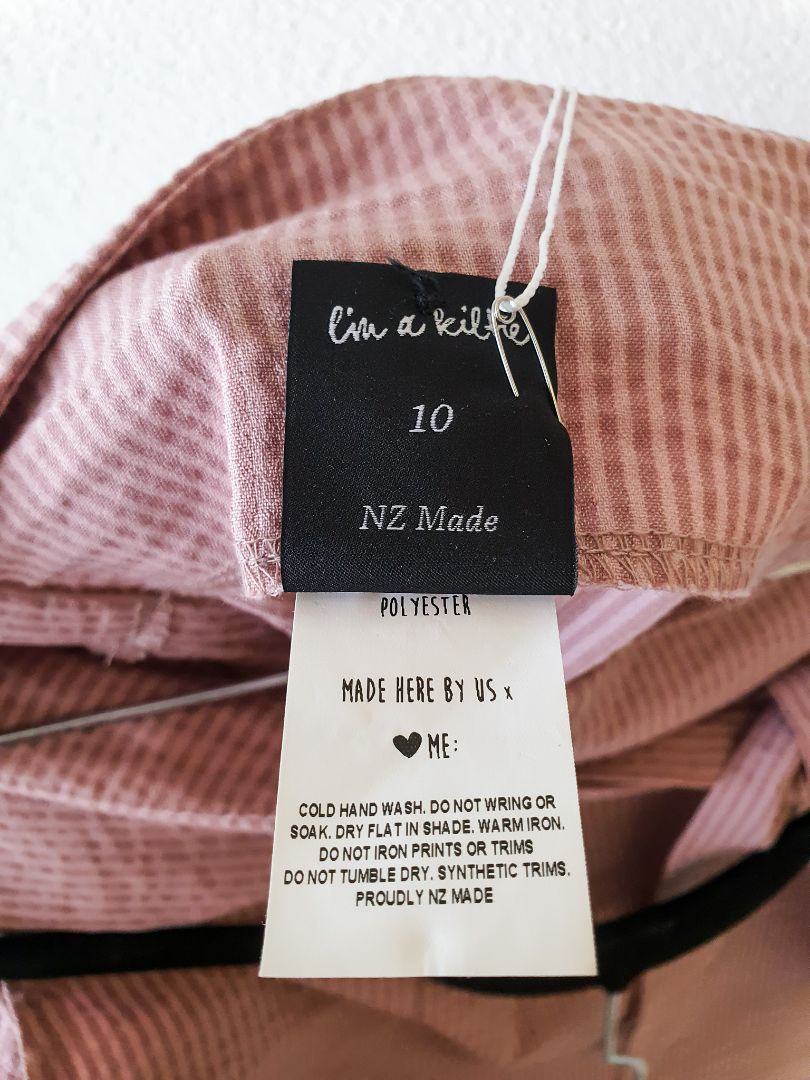 I'm a kiltie
10
NZ Made
POLYESTER
MADE HERE BY US x
♥ ME:
COLD HAND WASH. DO NOT WRING OR
SOAK. DRY FLAT IN SHADE. WARM IRON.
DO NOT IRON PRINTS OR TRIMS
DO NOT TUMBLE DRY. SYNTHETIC TRIMS.
PROUDLY NZ MADE